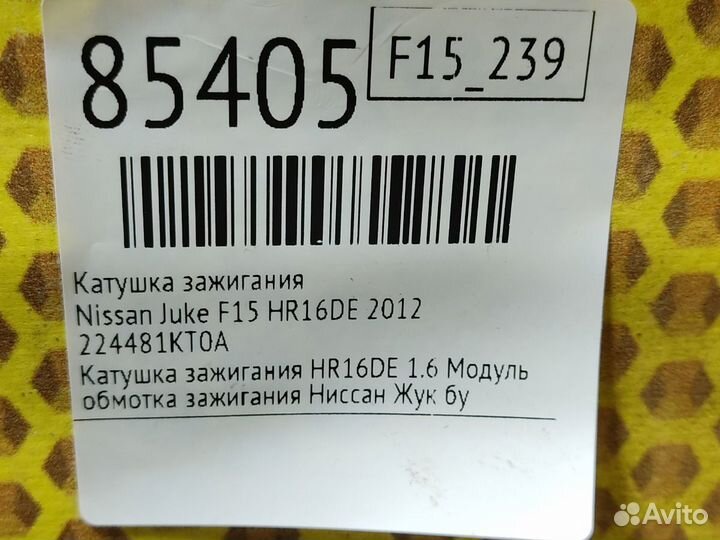 85405
F15_239
Катушка зажигания
Nissan Juke F15 HR16DE 2012
224481KT0A
Катушка зажигания HR16DE 1.6 Модуль
обмотка зажигания Ниссан Жук бу
Avito